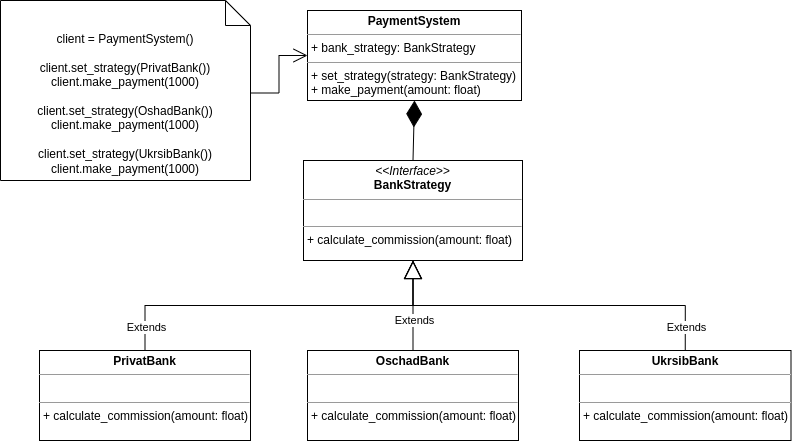 client = PaymentSystem()
client.set_strategy(PrivatBank())
client.make_payment(1000)
client.set_strategy(OshadBank())
client.make_payment(1000)
client.set_strategy(UkrsibBank())
client.make_payment(1000)
PaymentSystem
+ bank_strategy: BankStrategy
+ set_strategy(strategy: BankStrategy)
+ make_payment(amount: float)
<<Interface>>
BankStrategy
+ calculate_commission(amount: float)
Extends
Extends
Extends
PrivatBank
+ calculate_commission(amount: float)
OschadBank
+ calculate_commission(amount: float)
UkrsibBank
+ calculate_commission(amount: float)